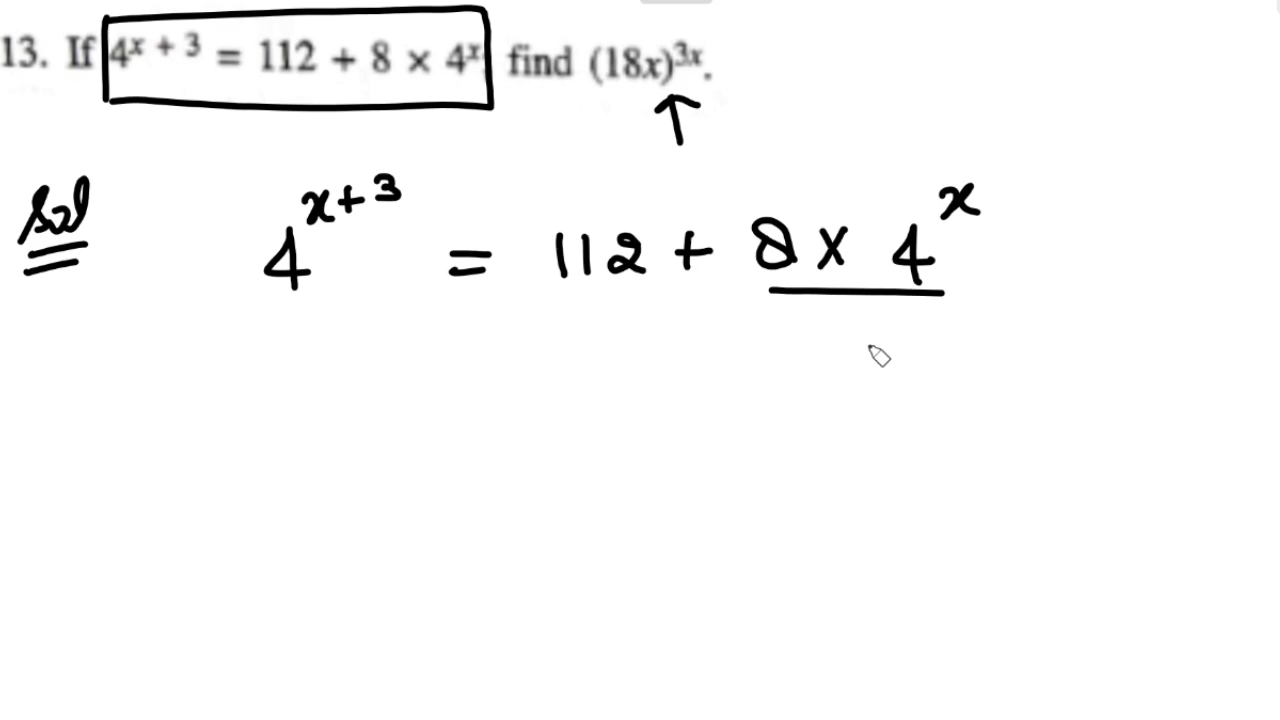 13. If 4^{x + 3} = 112 + 8 × 4^x find (18x)^{3x}.
Sol 4^{x+3} = 112 + 8 × 4^x